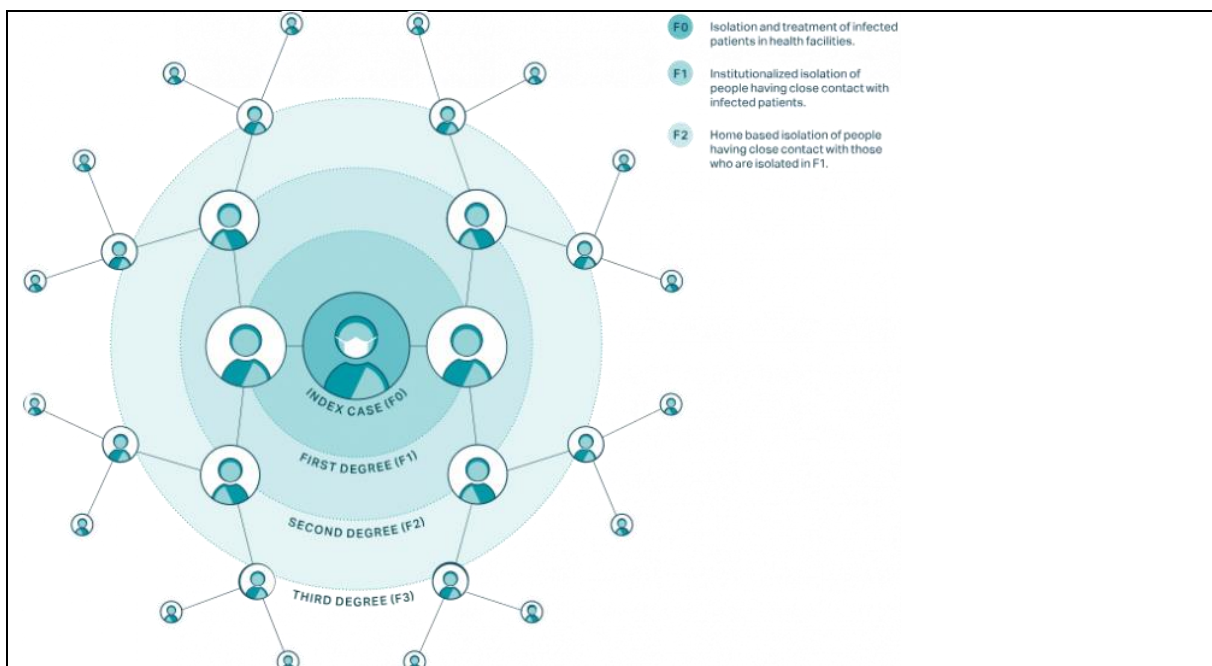 F0
Isolation and treatment of infected
patients in health facilities.
F1
Institutionalized isolation of
people having close contact with
infected patients.
F2
Home based isolation of people
having close contact with those
who are isolated in F1.
INDEX CASE (F0)
FIRST DEGREE (F1)
SECOND DEGREE (F2)
THIRD DEGREE (F3)